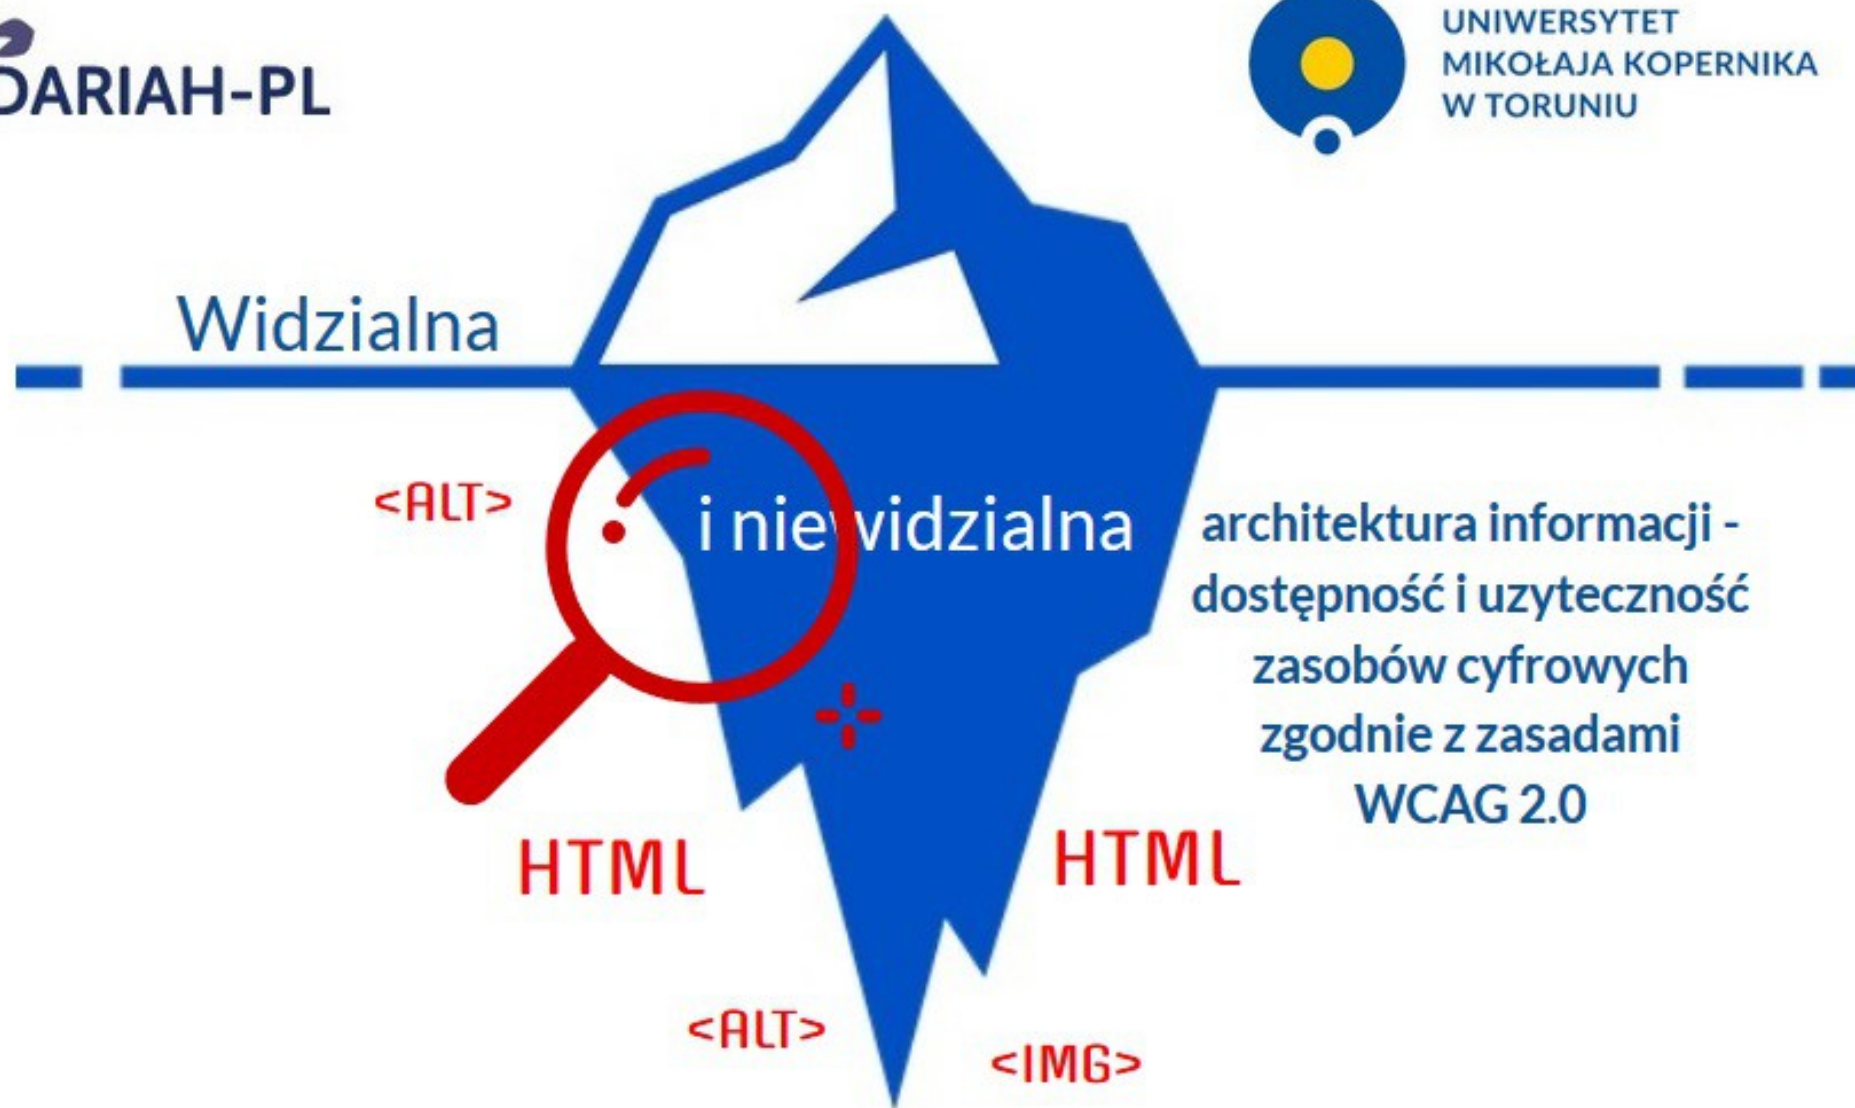 DARIAH-PL
UNIWERSYTET
MIKOŁAJA KOPERNIKA
W TORUNIU
Widzialna
i niewidzialna
architektura informacji -
dostępność i uzyteczność
zasobów cyfrowych
zgodnie z zasadami
WCAG 2.0
<ALT>
HTML
HTML
<ALT>
<IMG>